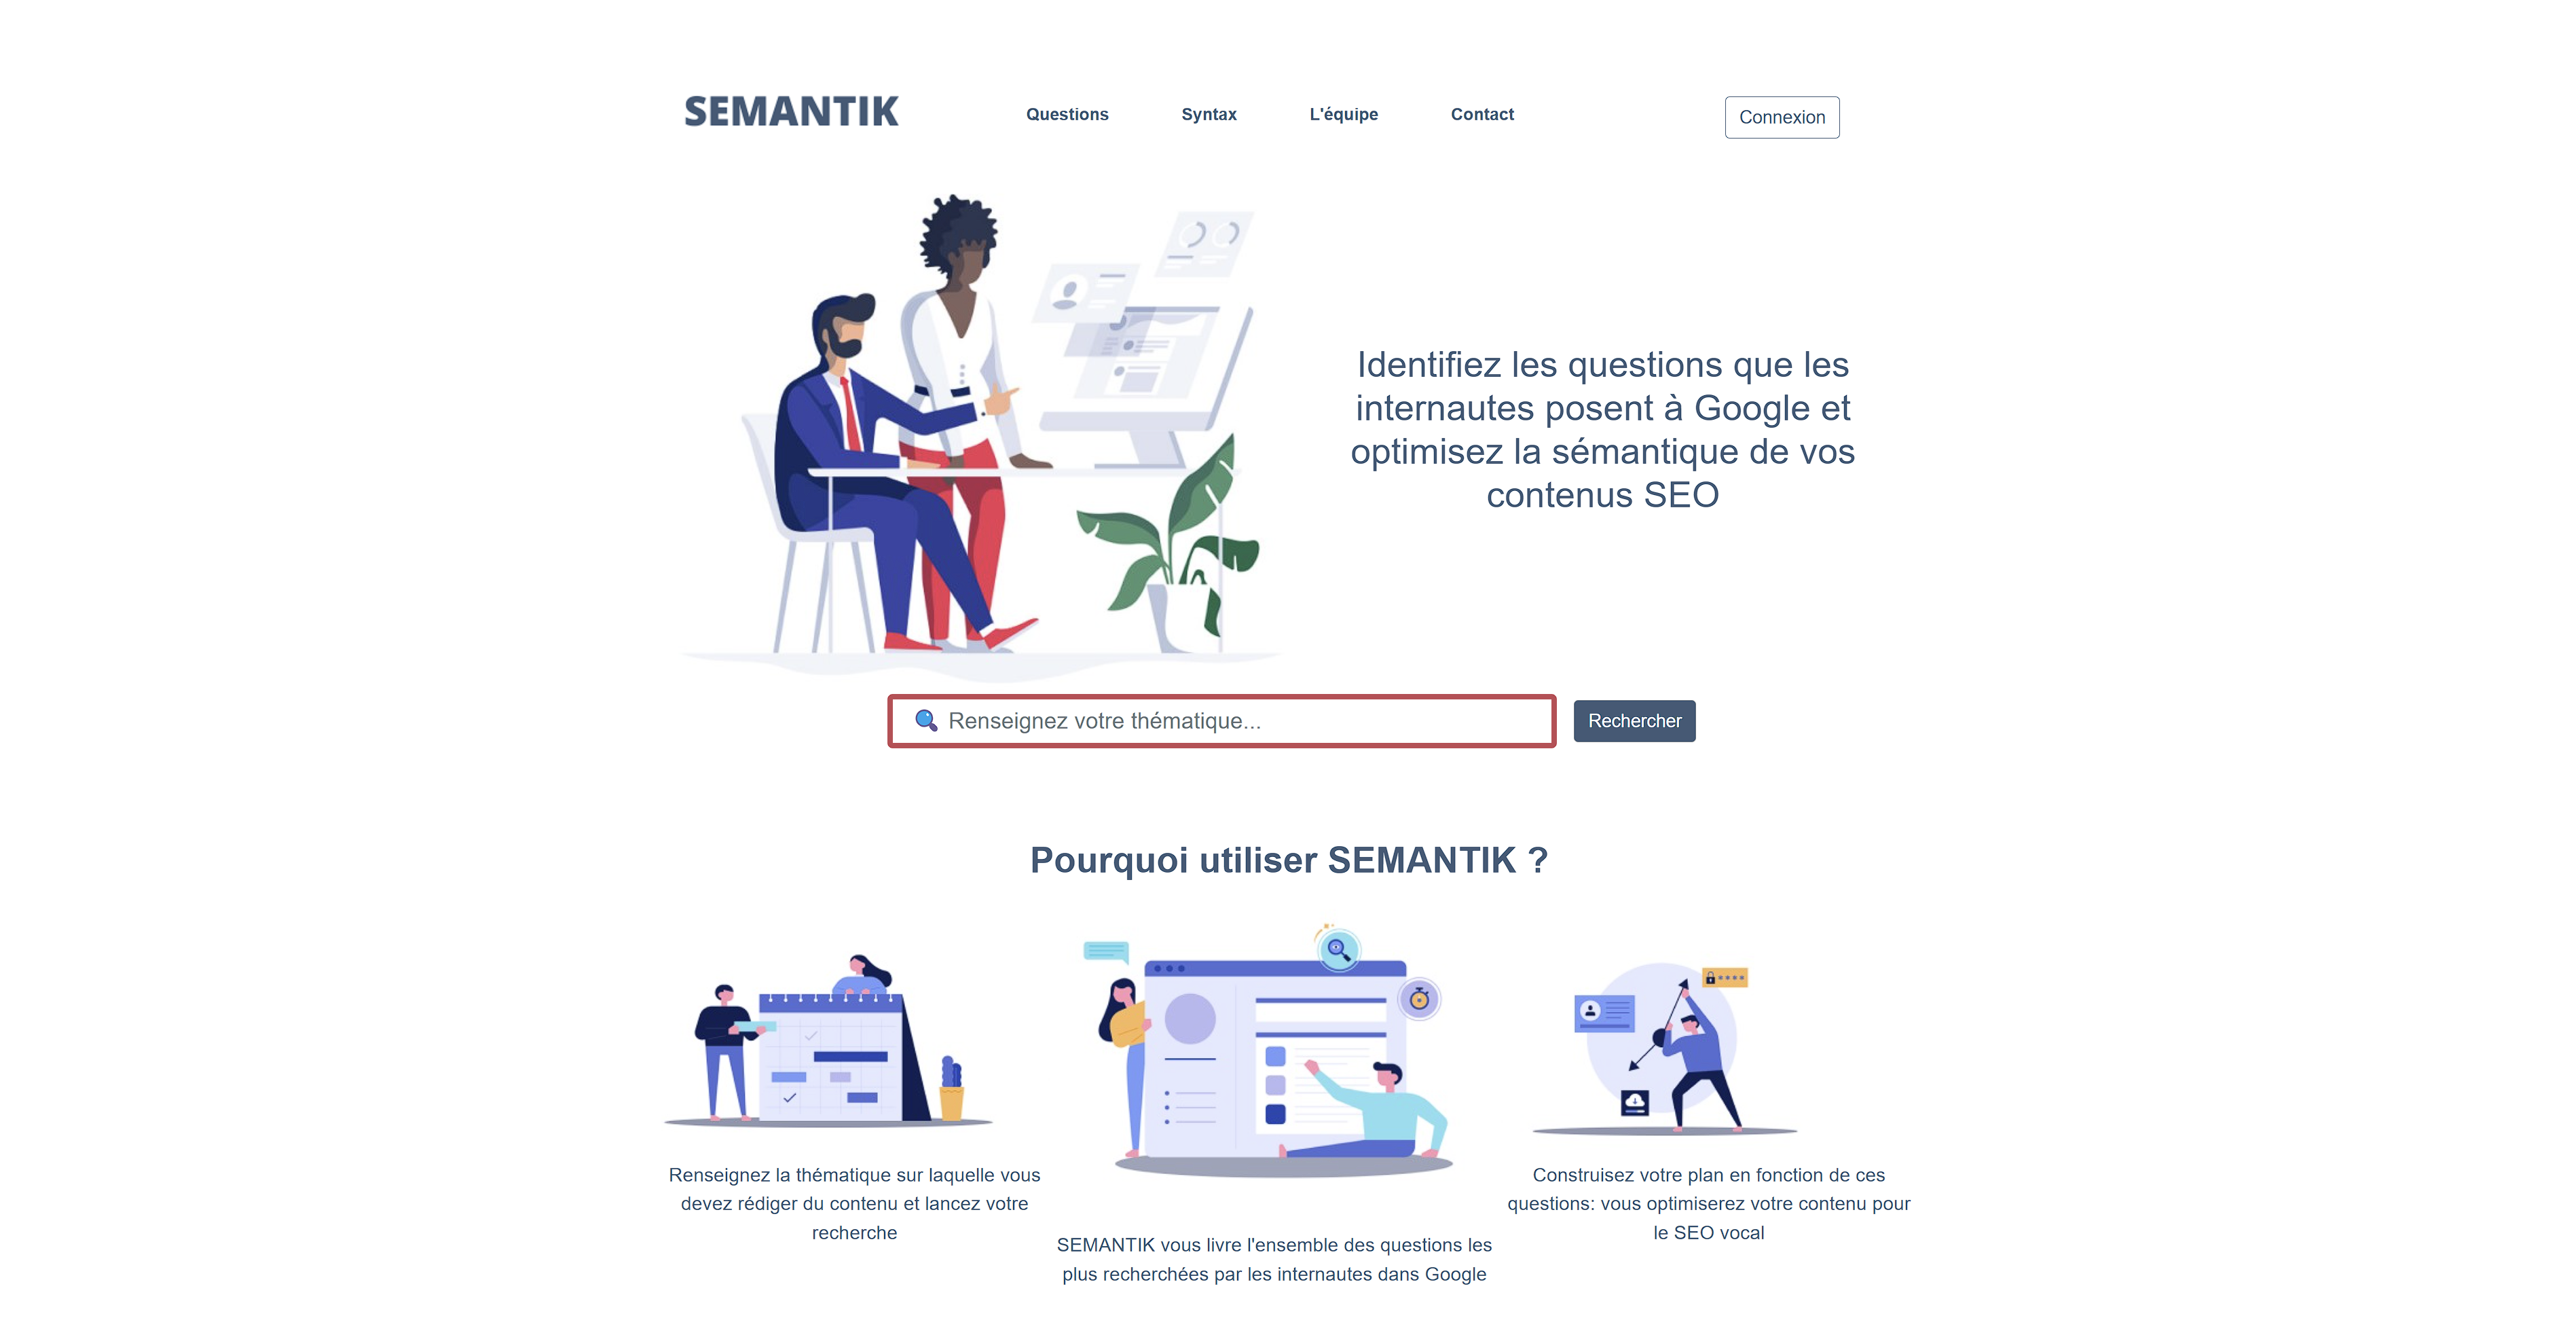 SEMANTIK
Questions
Syntax
L'équipe
Contact
Connexion
Identifiez les questions que les
internautes posent à Google et
optimisez la sémantique de vos
contenus SEO
Renseignez votre thématique...
Rechercher
Pourquoi utiliser SEMANTIK ?
Renseignez la thématique sur laquelle vous
devez rédiger du contenu et lancez votre
recherche
SEMANTIK vous livre l'ensemble des questions les
plus recherchées par les internautes dans Google
Construisez votre plan en fonction de ces
questions: vous optimiserez votre contenu pour
le SEO vocal